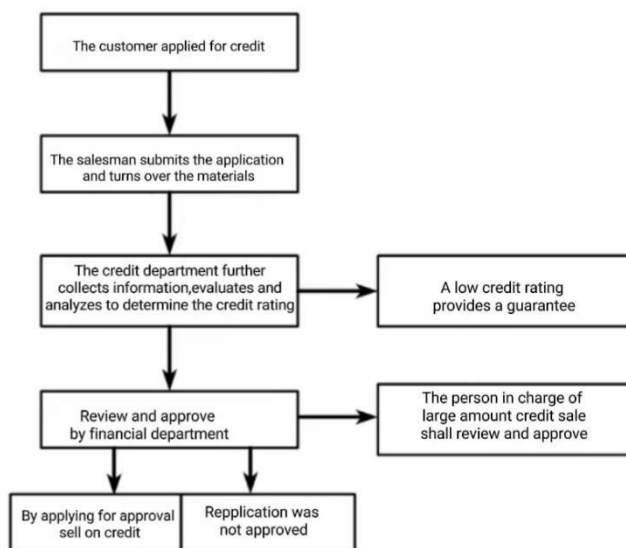 The customer applied for credit
The salesman submits the application
and turns over the materials
The credit department further
collects information,evaluates and
analyzes to determine the credit rating
A low credit rating
provides a guarantee
Review and approve
by financial department
The person in charge of
large amount credit sale
shall review and approve
By applying for approval
sell on credit
Repplication was
not approved